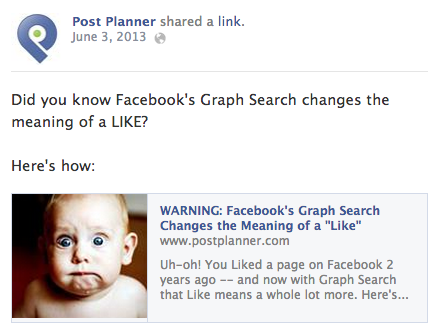 Post Planner shared a link.
June 3, 2013
Did you know Facebook's Graph Search changes the
meaning of a LIKE?
Here's how:
WARNING: Facebook's Graph Search
Changes the Meaning of a "Like"
www.postplanner.com
Uh-oh! You Liked a page on Facebook 2
years ago -- and now with Graph Search
that Like means a whole lot more. Here's...